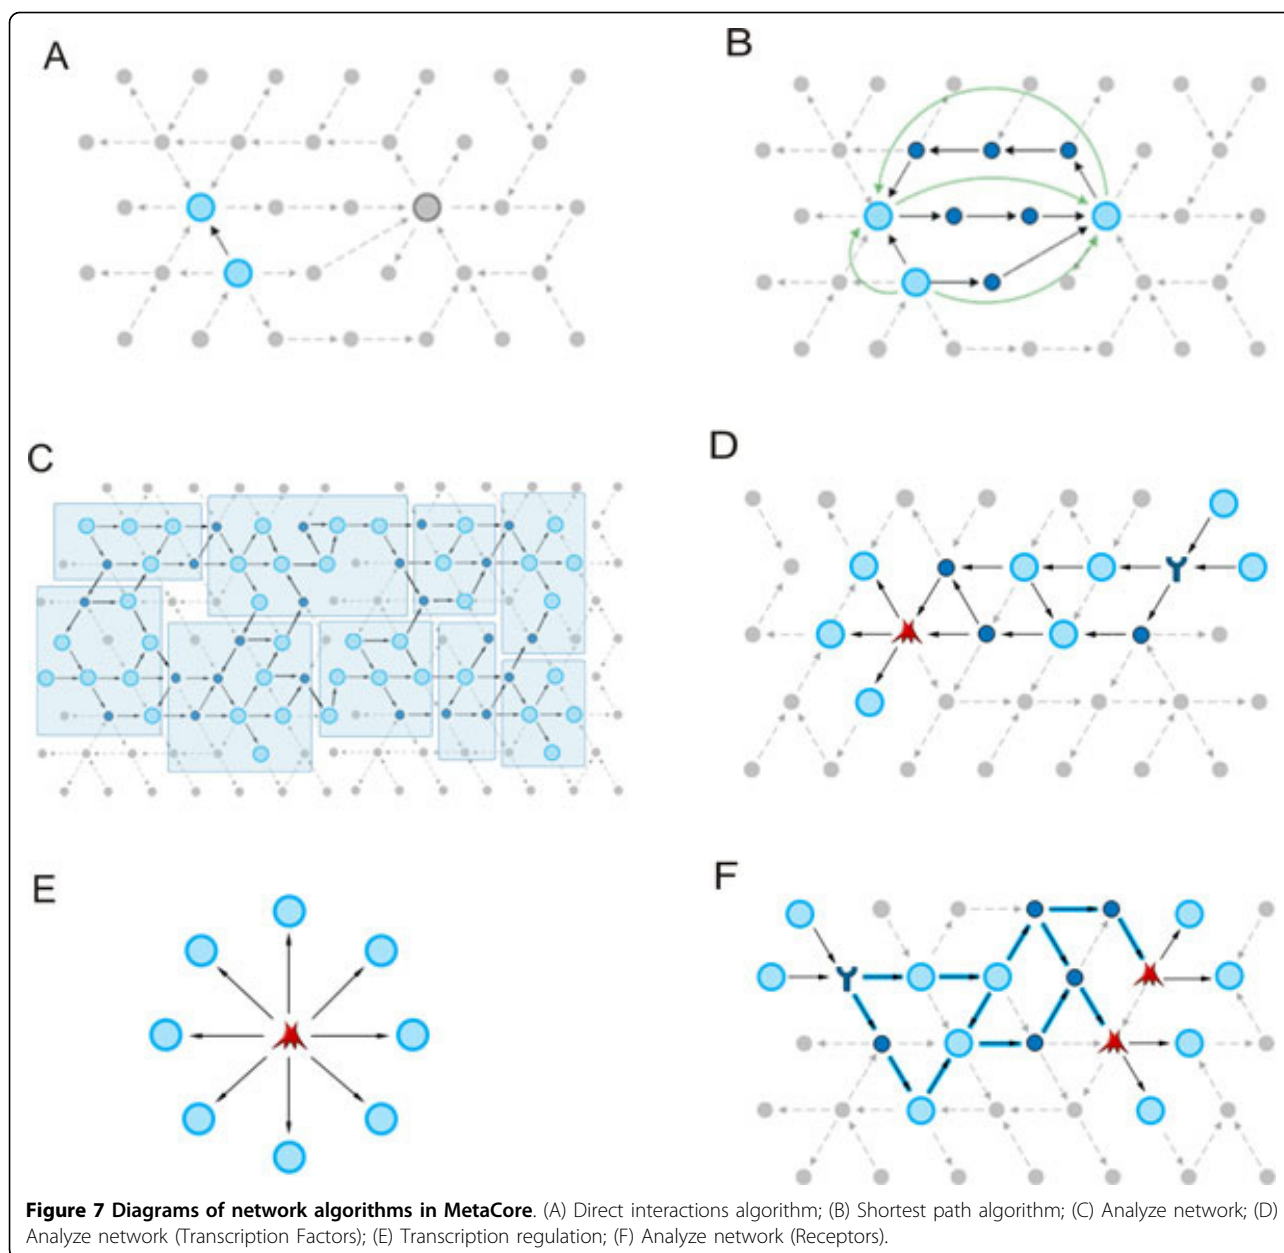 A
B
C
D
E
F
Figure 7 Diagrams of network algorithms in MetaCore. (A) Direct interactions algorithm; (B) Shortest path algorithm; (C) Analyze network; (D)
Analyze network (Transcription Factors); (E) Transcription regulation; (F) Analyze network (Receptors).